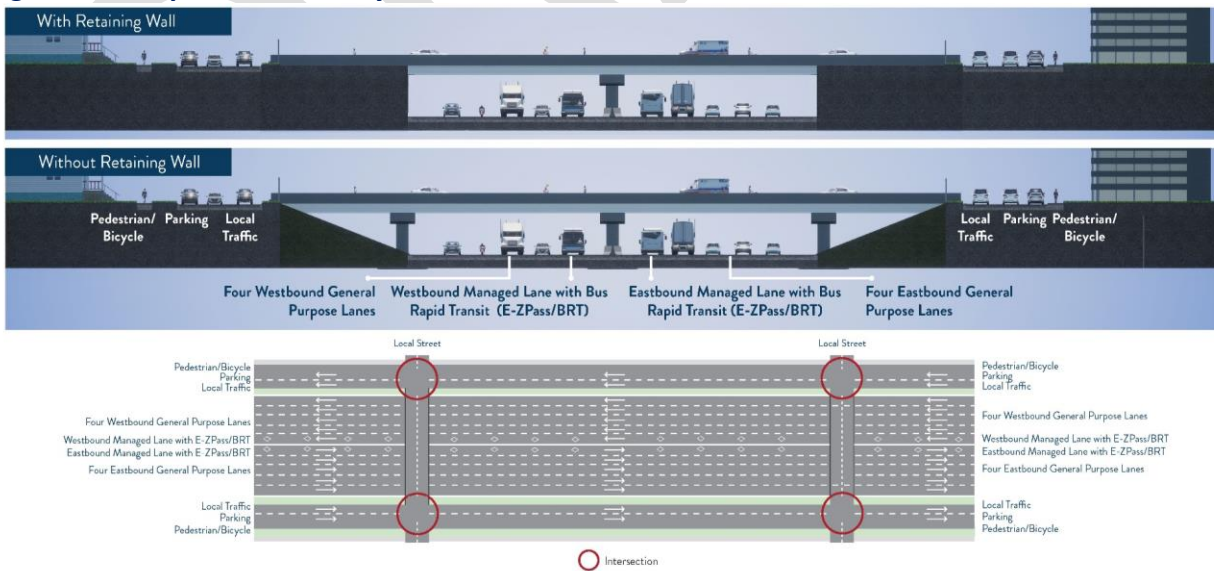 With Retaining Wall
Without Retaining Wall
Pedestrian/
Bicycle
Parking
Local
Traffic
Local
Traffic
Parking
Pedestrian/
Bicycle
Four Westbound General
Purpose Lanes
Westbound Managed Lane with Bus
Rapid Transit (E-ZPass/BRT)
Eastbound Managed Lane with Bus
Rapid Transit (E-ZPass/BRT)
Four Eastbound General
Purpose Lanes
Local Street
Local Street
Pedestrian/Bicycle
Parking
Local Traffic
Four Westbound General Purpose Lanes
Westbound Managed Lane with E-ZPass/BRT
Eastbound Managed Lane with E-ZPass/BRT
Four Eastbound General Purpose Lanes
Local Traffic
Parking
Pedestrian/Bicycle
Pedestrian/Bicycle
Parking
Local Traffic
Four Westbound General Purpose Lanes
Westbound Managed Lane with E-ZPass/BRT
Eastbound Managed Lane with E-ZPass/BRT
Four Eastbound General Purpose Lanes
Local Traffic
Parking
Pedestrian/Bicycle
Intersection